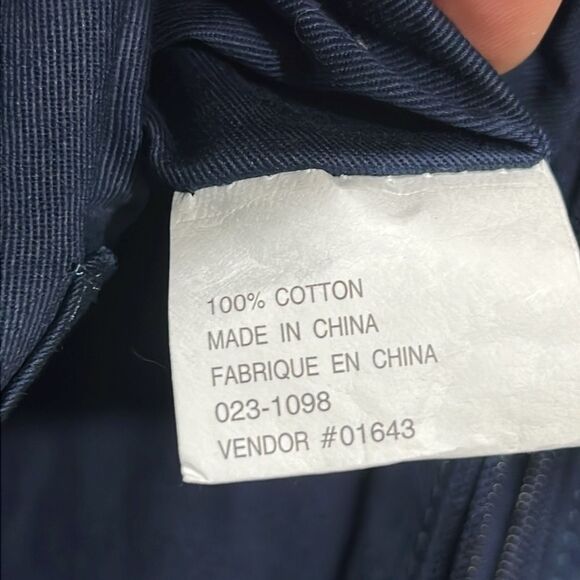 100% COTTON
MADE IN CHINA
FABRIQUE EN CHINA
023-1098
VENDOR #01643